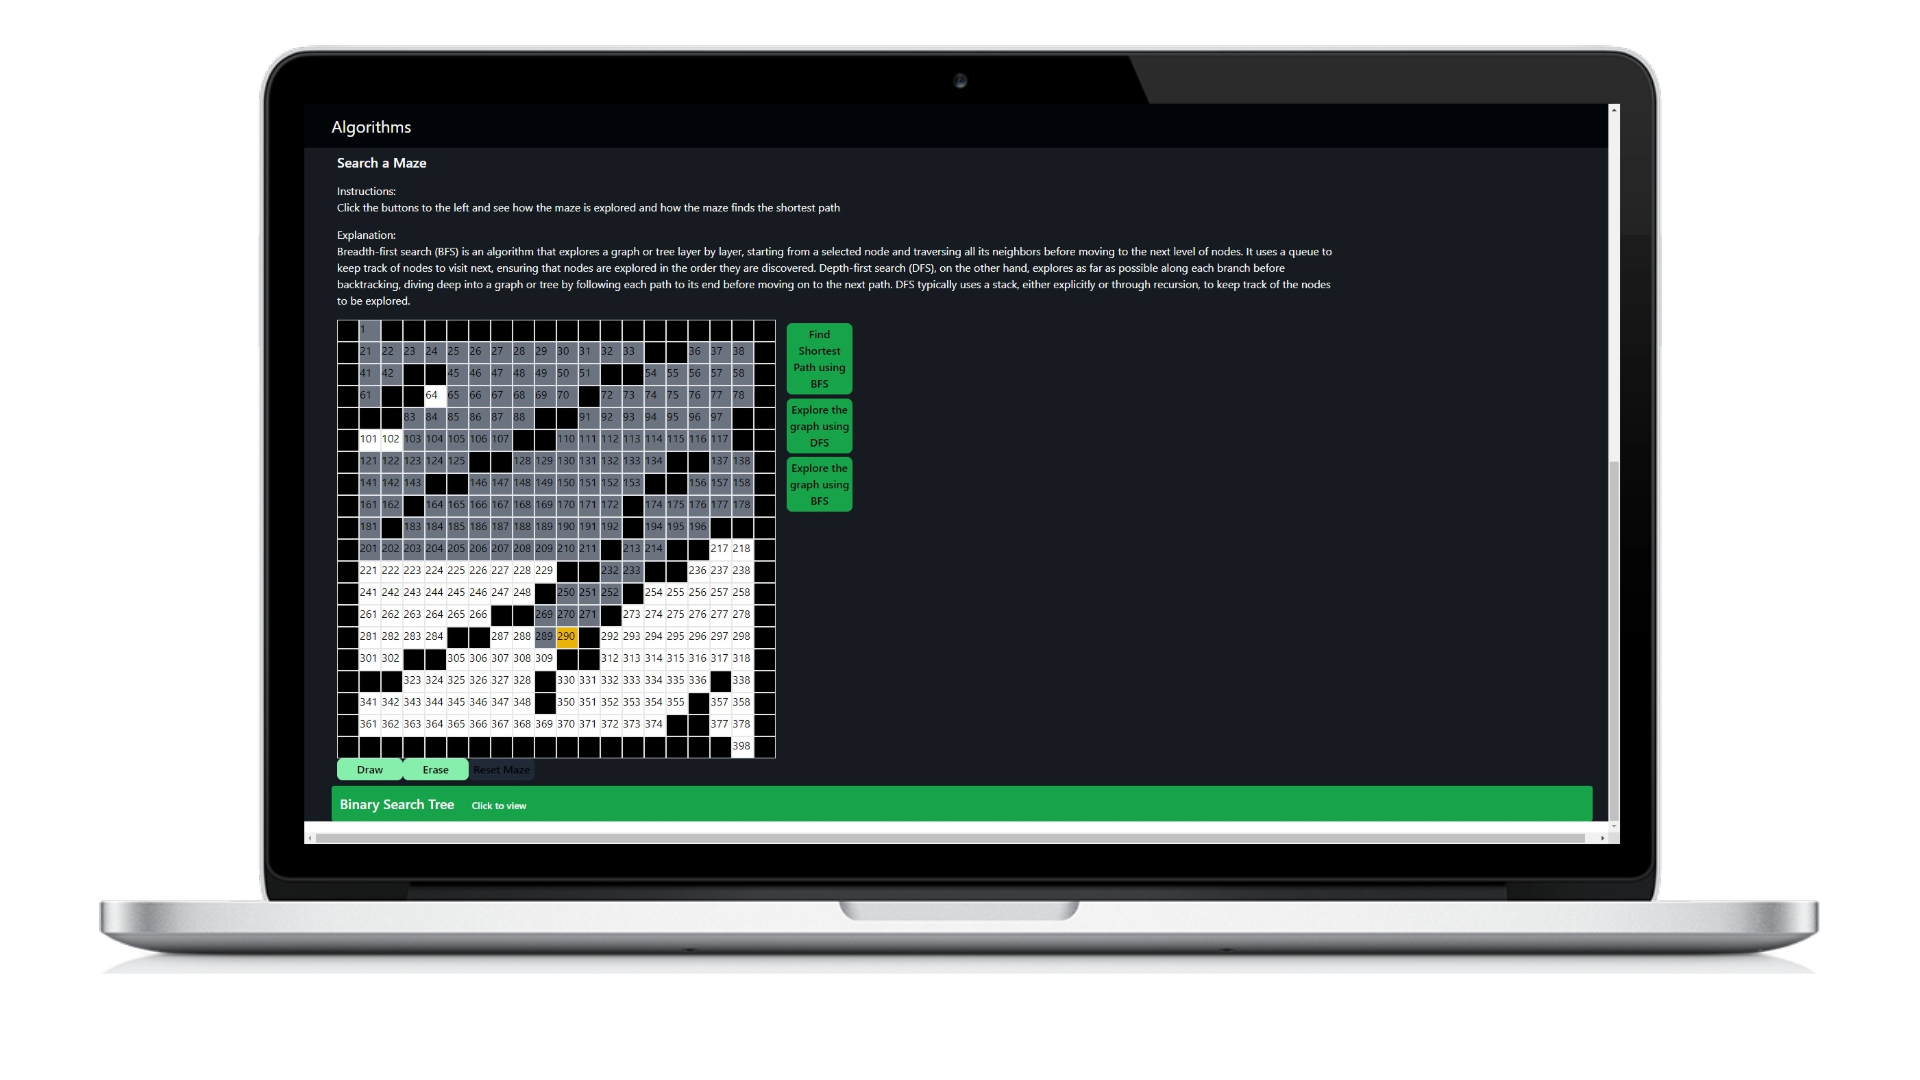 Algorithms
Search a Maze
Instructions:
Click the buttons to the left and see how the maze is explored and how the maze finds the shortest path
Explanation:
Breadth-first search (BFS) is an algorithm that explores a graph or tree layer by layer, starting from a selected node and traversing all its neighbors before moving to the next level of nodes. It uses a queue to
keep track of nodes to visit next, ensuring that nodes are explored in the order they are discovered. Depth-first search (DFS), on the other hand, explores as far as possible along each branch before
backtracking, diving deep into a graph or tree by following each path to its end before moving on to the next path. DFS typically uses a stack, either explicitly or through recursion, to keep track of the nodes
to be explored.
1
21 22 23 24 25 26 27 28 29 30 31 32 33 36 37 38
41 42 45 46 47 48 49 50 51 54 55 56 57 58
61 64 65 66 67 68 69 70 72 73 74 75 76 77 78
83 84 85 86 87 88 91 92 93 94 95 96 97
101 102 103 104 105 106 107 110 111 112 113 114 115 116 117
121 122 123 124 125 128 129 130 131 132 133 134 137 138
141 142 143 146 147 148 149 150 151 152 153 156 157 158
161 162 164 165 166 167 168 169 170 171 172 174 175 176 177 178
181 183 184 185 186 187 188 189 190 191 192 194 195 196
201 202 203 204 205 206 207 208 209 210 211 213 214 217 218
221 222 223 224 225 226 227 228 229 232 233 236 237 238
241 242 243 244 245 246 247 248 250 251 252 254 255 256 257 258
261 262 263 264 265 266 269 270 271 273 274 275 276 277 278
281 282 283 284 287 288 289 290 292 293 294 295 296 297 298
301 302 305 306 307 308 309 312 313 314 315 316 317 318
323 324 325 326 327 328 330 331 332 333 334 335 336 338
341 342 343 344 345 346 347 348 350 351 352 353 354 355 357 358
361 362 363 364 365 366 367 368 369 370 371 372 373 374 377 378
398
Find
Shortest
Path using
BFS
Explore the
graph using
DFS
Explore the
graph using
BFS
Draw Erase Reset Maze
Binary Search Tree Click to view